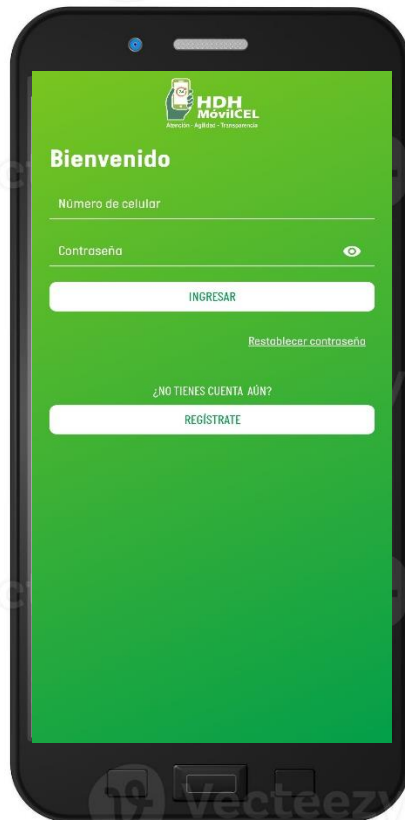 HDH
MóvilCEL
Atención - Agilidad - Transparencia
Bienvenido
Número de celular
Contraseña
INGRESAR
Restablecer contraseña
¿NO TIENES CUENTA AÚN?
REGÍSTRATE
Vecteezy